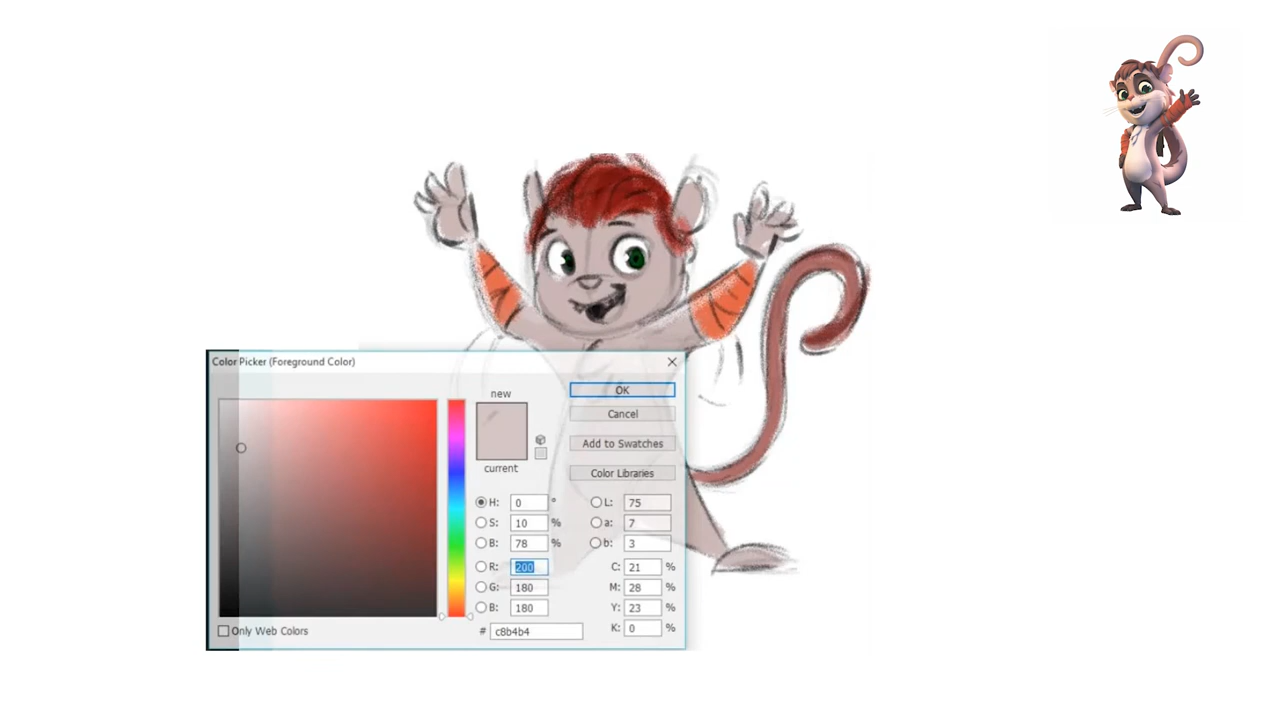 Color Picker (Foreground Color)
new
current
OK
Cancel
Add to Swatches
Color Libraries
H: 0 °
S: 10 %
B: 78 %
R: 200
G: 180
B: 180
L: 75
a: 7
b: 3
C: 21 %
M: 28 %
Y: 23 %
K: 0 %
# c8b4b4
Only Web Colors